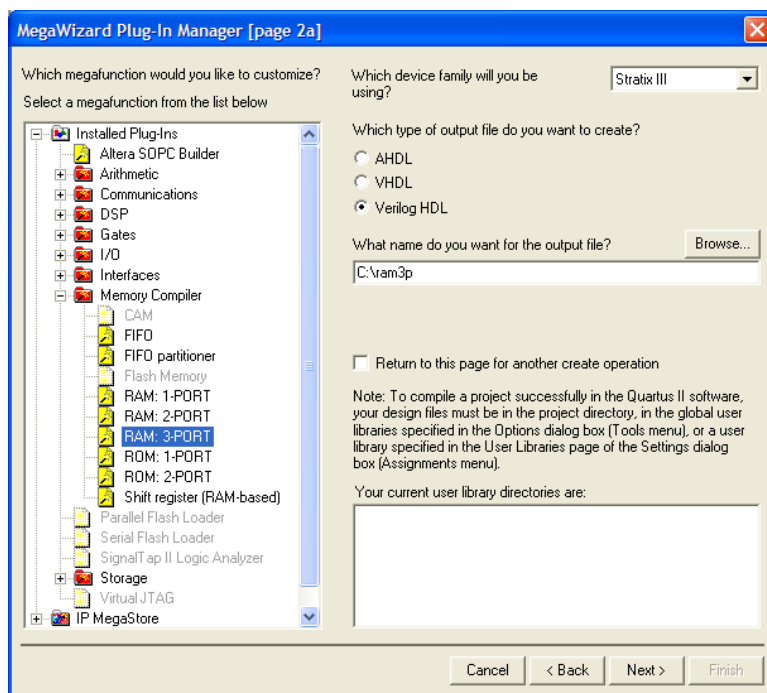 MegaWizard Plug-In Manager [page 2a]
Which megafunction would you like to customize?
Select a megafunction from the list below
Installed Plug-Ins
Altera SOPC Builder
Arithmetic
Communications
DSP
Gates
I/O
Interfaces
Memory Compiler
CAM
FIFO
FIFO partitioner
Flash Memory
RAM: 1-PORT
RAM: 2-PORT
RAM: 3-PORT
ROM: 1-PORT
ROM: 2-PORT
Shift register (RAM-based)
Parallel Flash Loader
Serial Flash Loader
SignalTap II Logic Analyzer
Storage
Virtual JTAG
IP MegaStore
Which device family will you be
using?
Stratix III
Which type of output file do you want to create?
AHDL
VHDL
Verilog HDL
What name do you want for the output file?
Browse...
C:\ram3p
Return to this page for another create operation
Note: To compile a project successfully in the Quartus II software,
your design files must be in the project directory, in the global user
libraries specified in the Options dialog box (Tools menu), or a user
library specified in the User Libraries page of the Settings dialog
box (Assignments menu).
Your current user library directories are:
Cancel
< Back
Next >
Finish